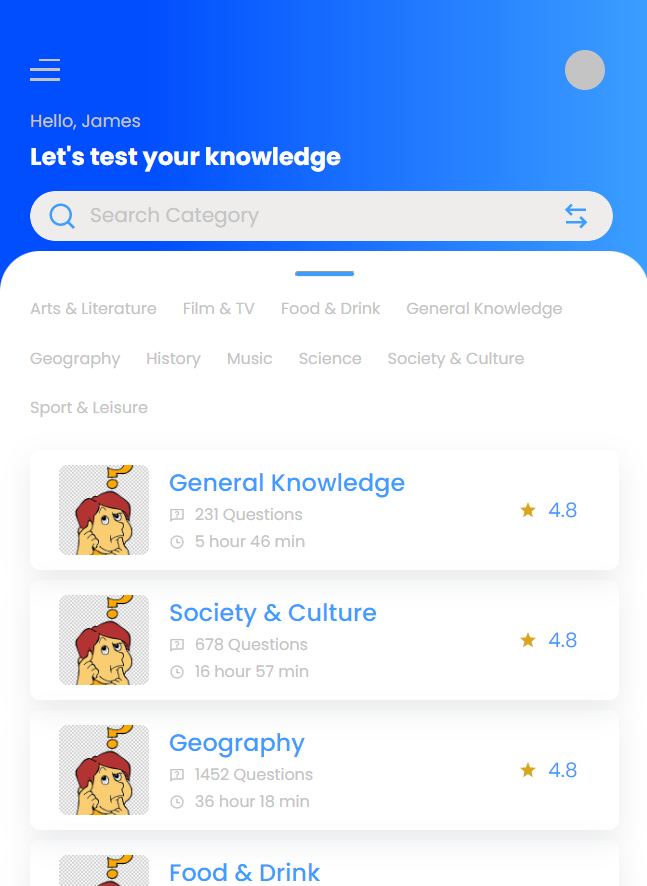 Hello, James
Let's test your knowledge
Search Category
Arts & Literature Film & TV Food & Drink General Knowledge
Geography History Music Science Society & Culture
Sport & Leisure
General Knowledge
231 Questions
5 hour 46 min
4.8
Society & Culture
678 Questions
16 hour 57 min
4.8
Geography
1452 Questions
36 hour 18 min
4.8
Food & Drink